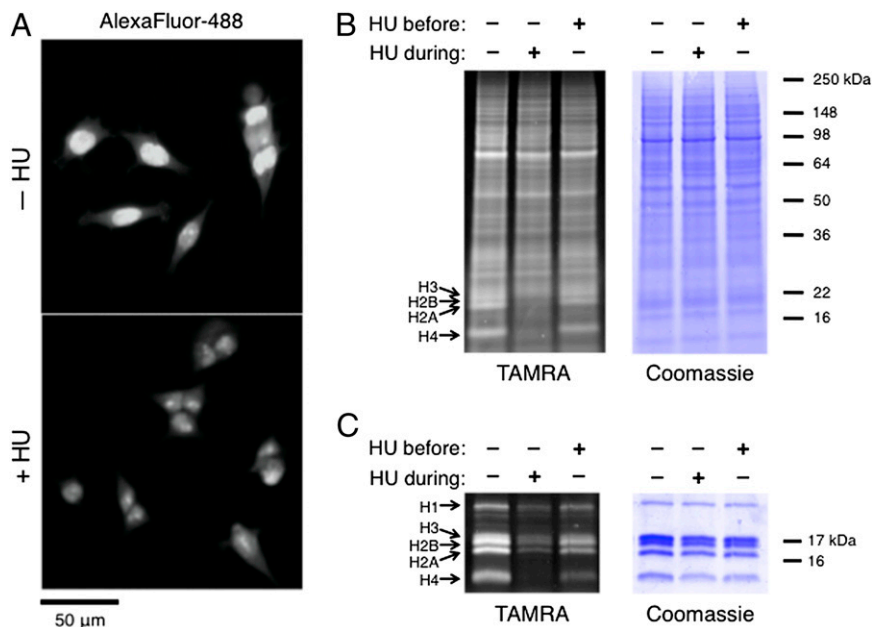 A
AlexaFluor-488
– HU
+ HU
50 µm
B
HU before: – – +
HU during: – + –
– – +
– + –
H3
H2B
H2A
H4
250 kDa
148
98
64
50
36
22
16
TAMRA
Coomassie
C
HU before: – – +
HU during: – + –
– – +
– + –
H1
H3
H2B
H2A
H4
17 kDa
16
TAMRA
Coomassie